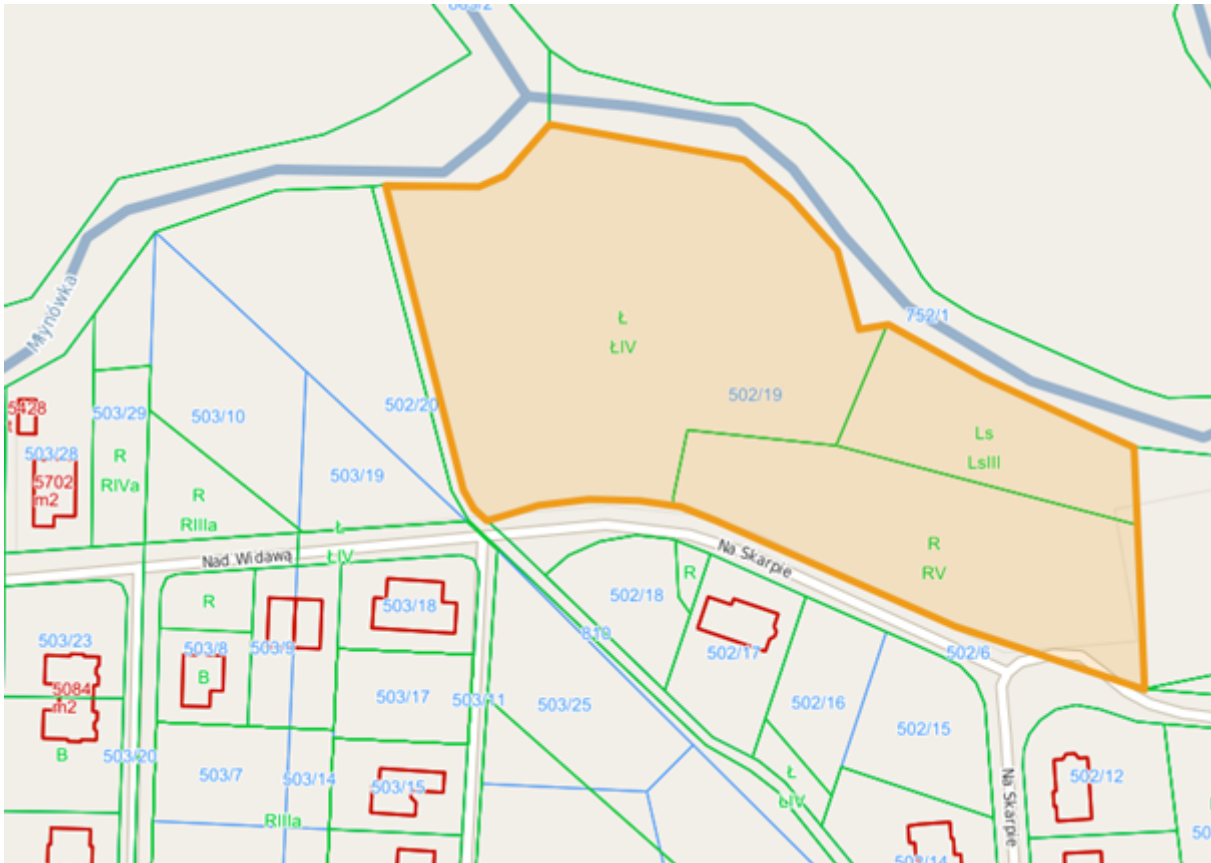 752/1
Młynówka
Ł
ŁIV
502/19
502/20
5428
503/29
503/10
Ls
LsIII
503/28
5702
m2
R
RIVa
503/19
R
RIIIa
Ł
ŁIV
Nad Widawą
Na Skarpie
R
RV
R
R
502/18
503/18
810
503/23
503/8
503/9
502/17
502/6
B
5084
m2
503/17
503/11
503/25
502/16
502/15
B
503/20
503/7
503/14
503/15
Ł
ŁIV
Na Skarpie
502/12
RIIIa